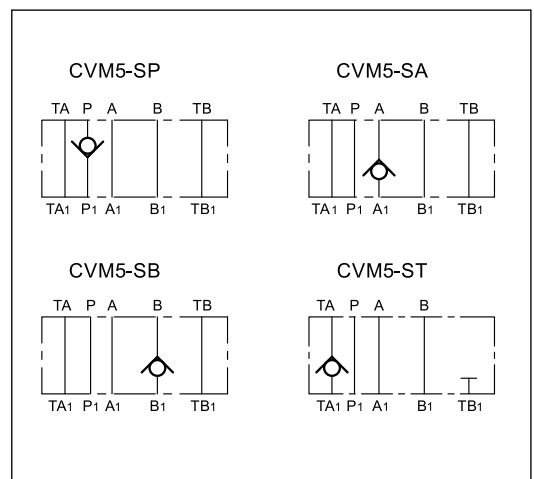 CVM5-SP
TA P A B TB
TA1 P1 A1 B1 TB1
CVM5-SA
TA P A B TB
TA1 P1 A1 B1 TB1
CVM5-SB
TA P A B TB
TA1 P1 A1 B1 TB1
CVM5-ST
TA P A B
TA1 P1 A1 B1 TB1